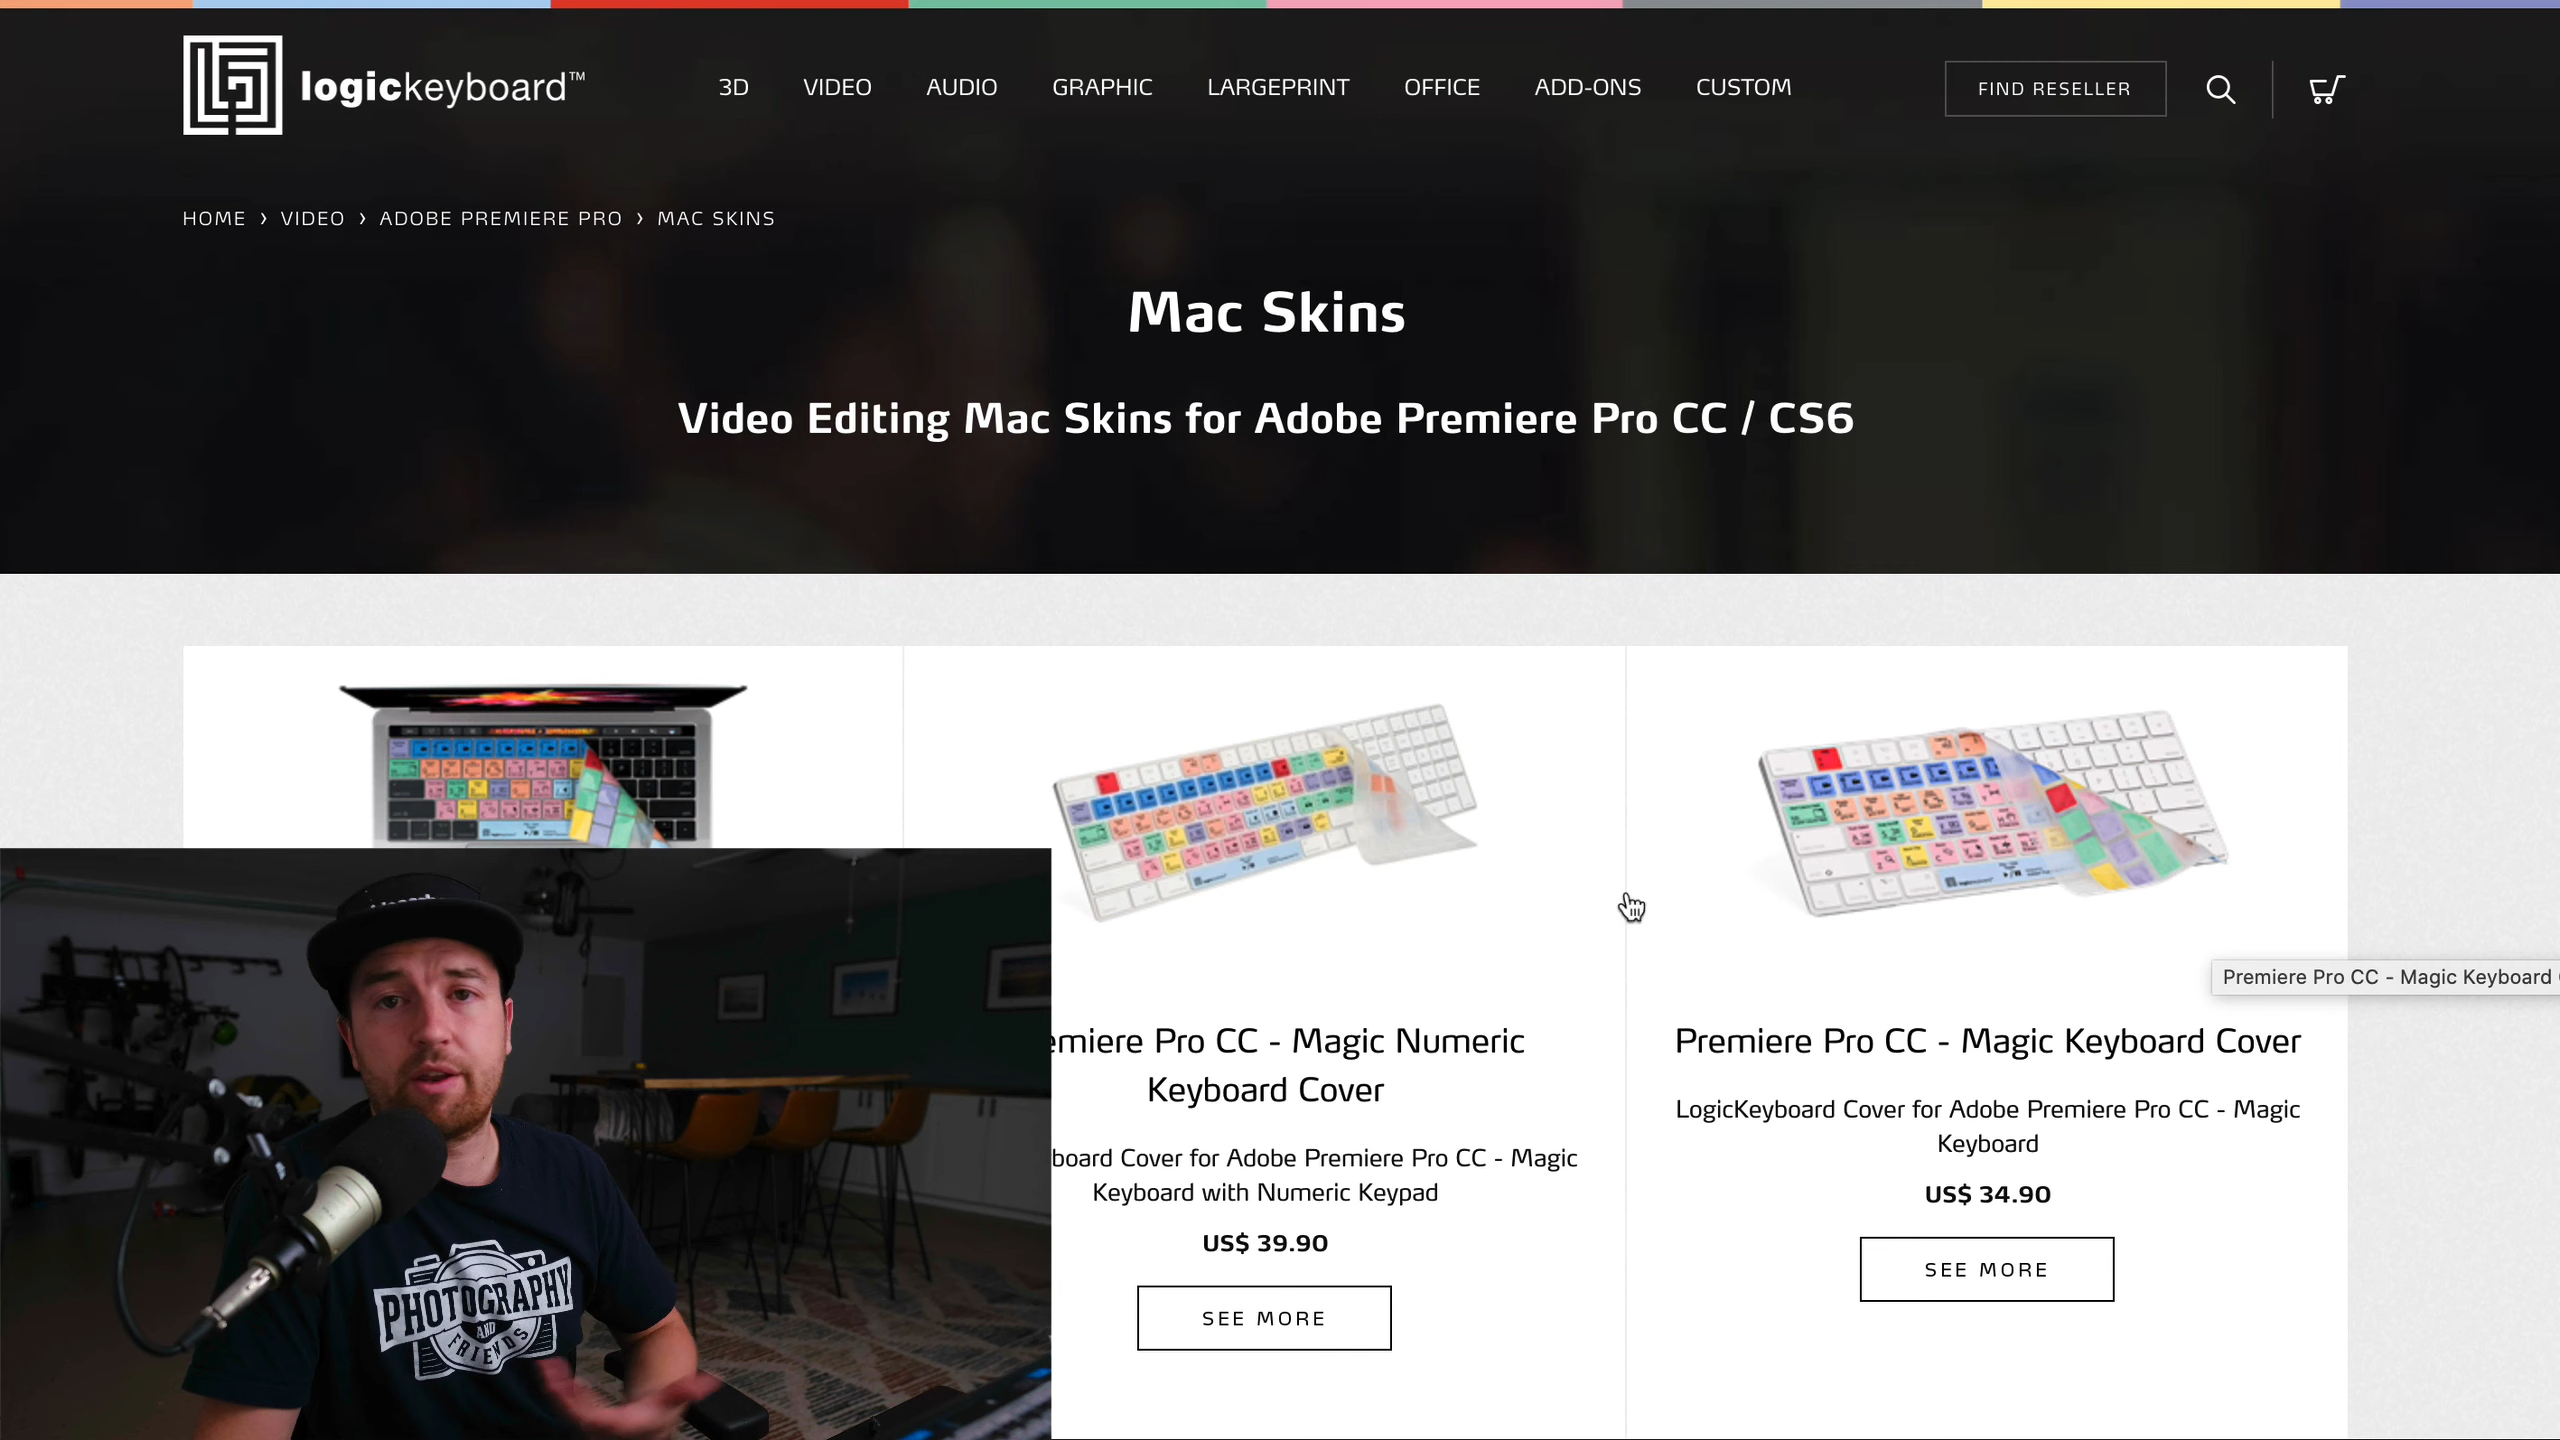 logickeyboard™
3D VIDEO AUDIO GRAPHIC LARGEPRINT OFFICE ADD-ONS CUSTOM
FIND RESELLER
HOME › VIDEO › ADOBE PREMIERE PRO › MAC SKINS
Mac Skins
Video Editing Mac Skins for Adobe Premiere Pro CC / CS6
emiere Pro CC - Magic Numeric
Keyboard Cover
board Cover for Adobe Premiere Pro CC - Magic
Keyboard with Numeric Keypad
US$ 39.90
SEE MORE
Premiere Pro CC - Magic Keyboard
Premiere Pro CC - Magic Keyboard Cover
LogicKeyboard Cover for Adobe Premiere Pro CC - Magic
Keyboard
US$ 34.90
SEE MORE
PHOTOGRAPHY
AND
FRIENDS